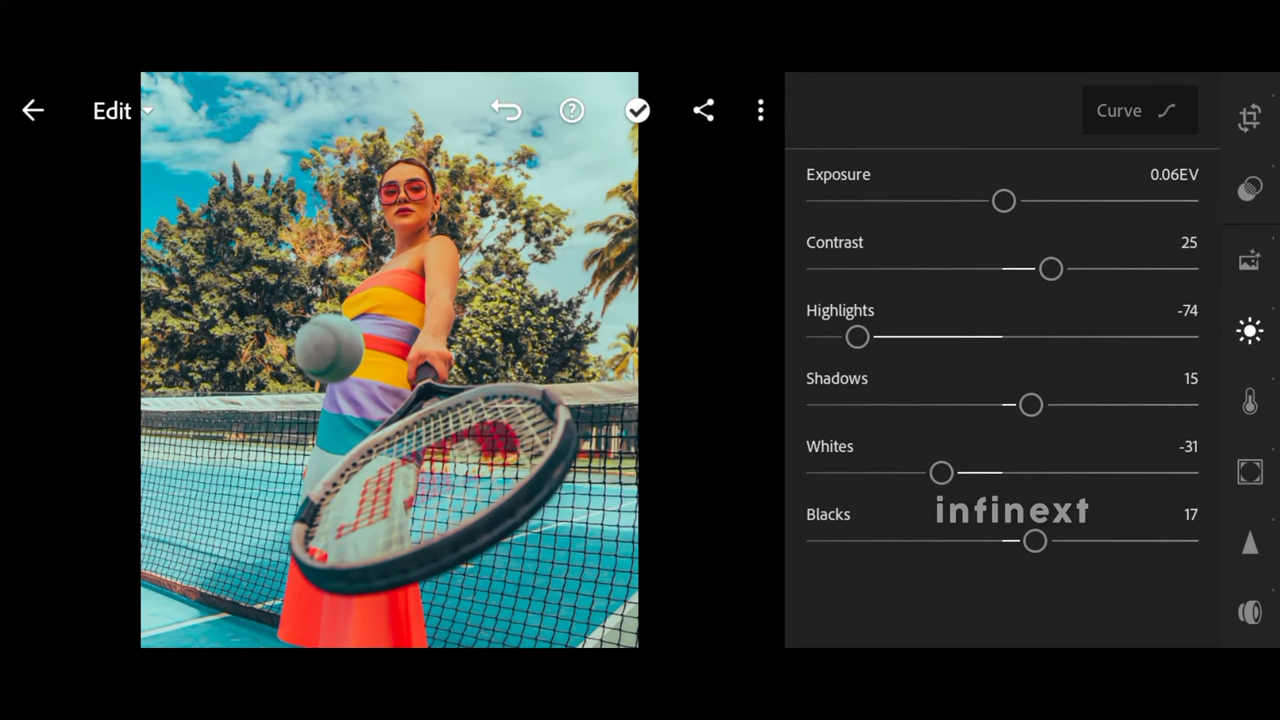 Edit
Curve
Exposure 0.06EV
Contrast 25
Highlights -74
Shadows 15
Whites -31
infinext
Blacks 17